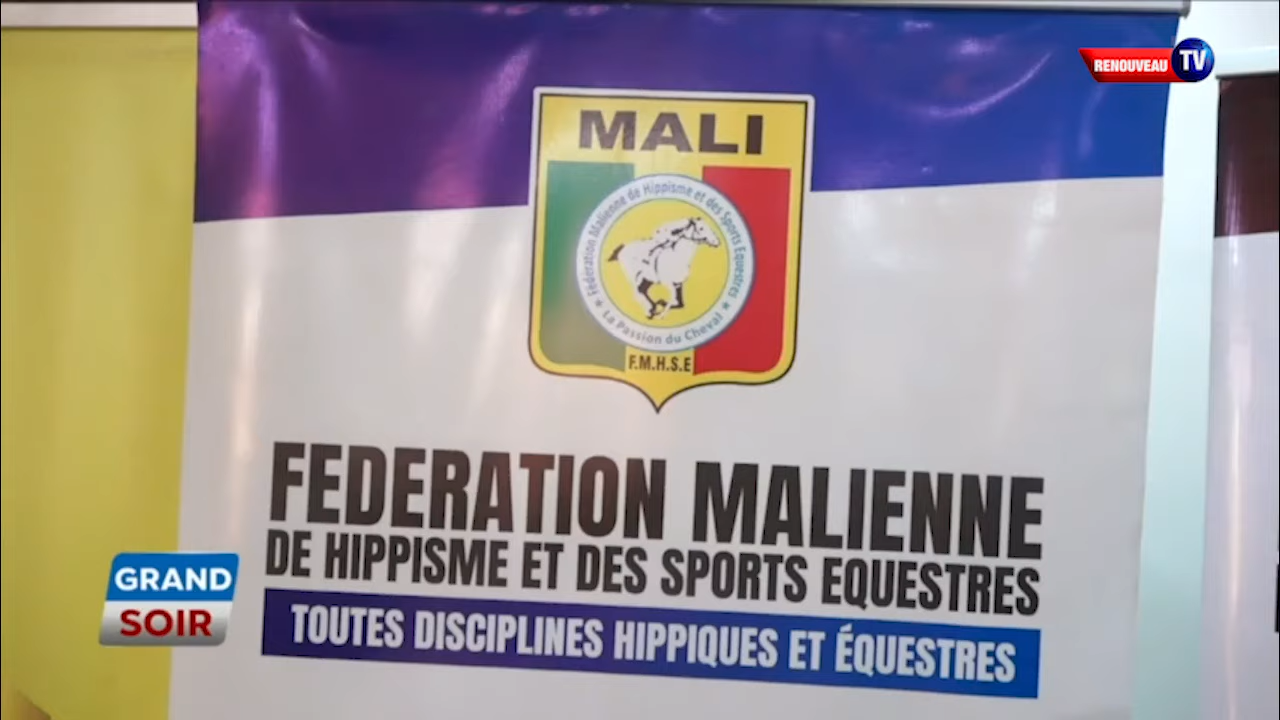 RENOUVEAU TV
MALI
Fédération Malienne de Hippisme et des Sports Equestres
★ La Passion du Cheval ★
F.M.H.S.E
FEDERATION MALIENNE
DE HIPPISME ET DES SPORTS EQUESTRES
TOUTES DISCIPLINES HIPPIQUES ET ÉQUESTRES
GRAND
SOIR